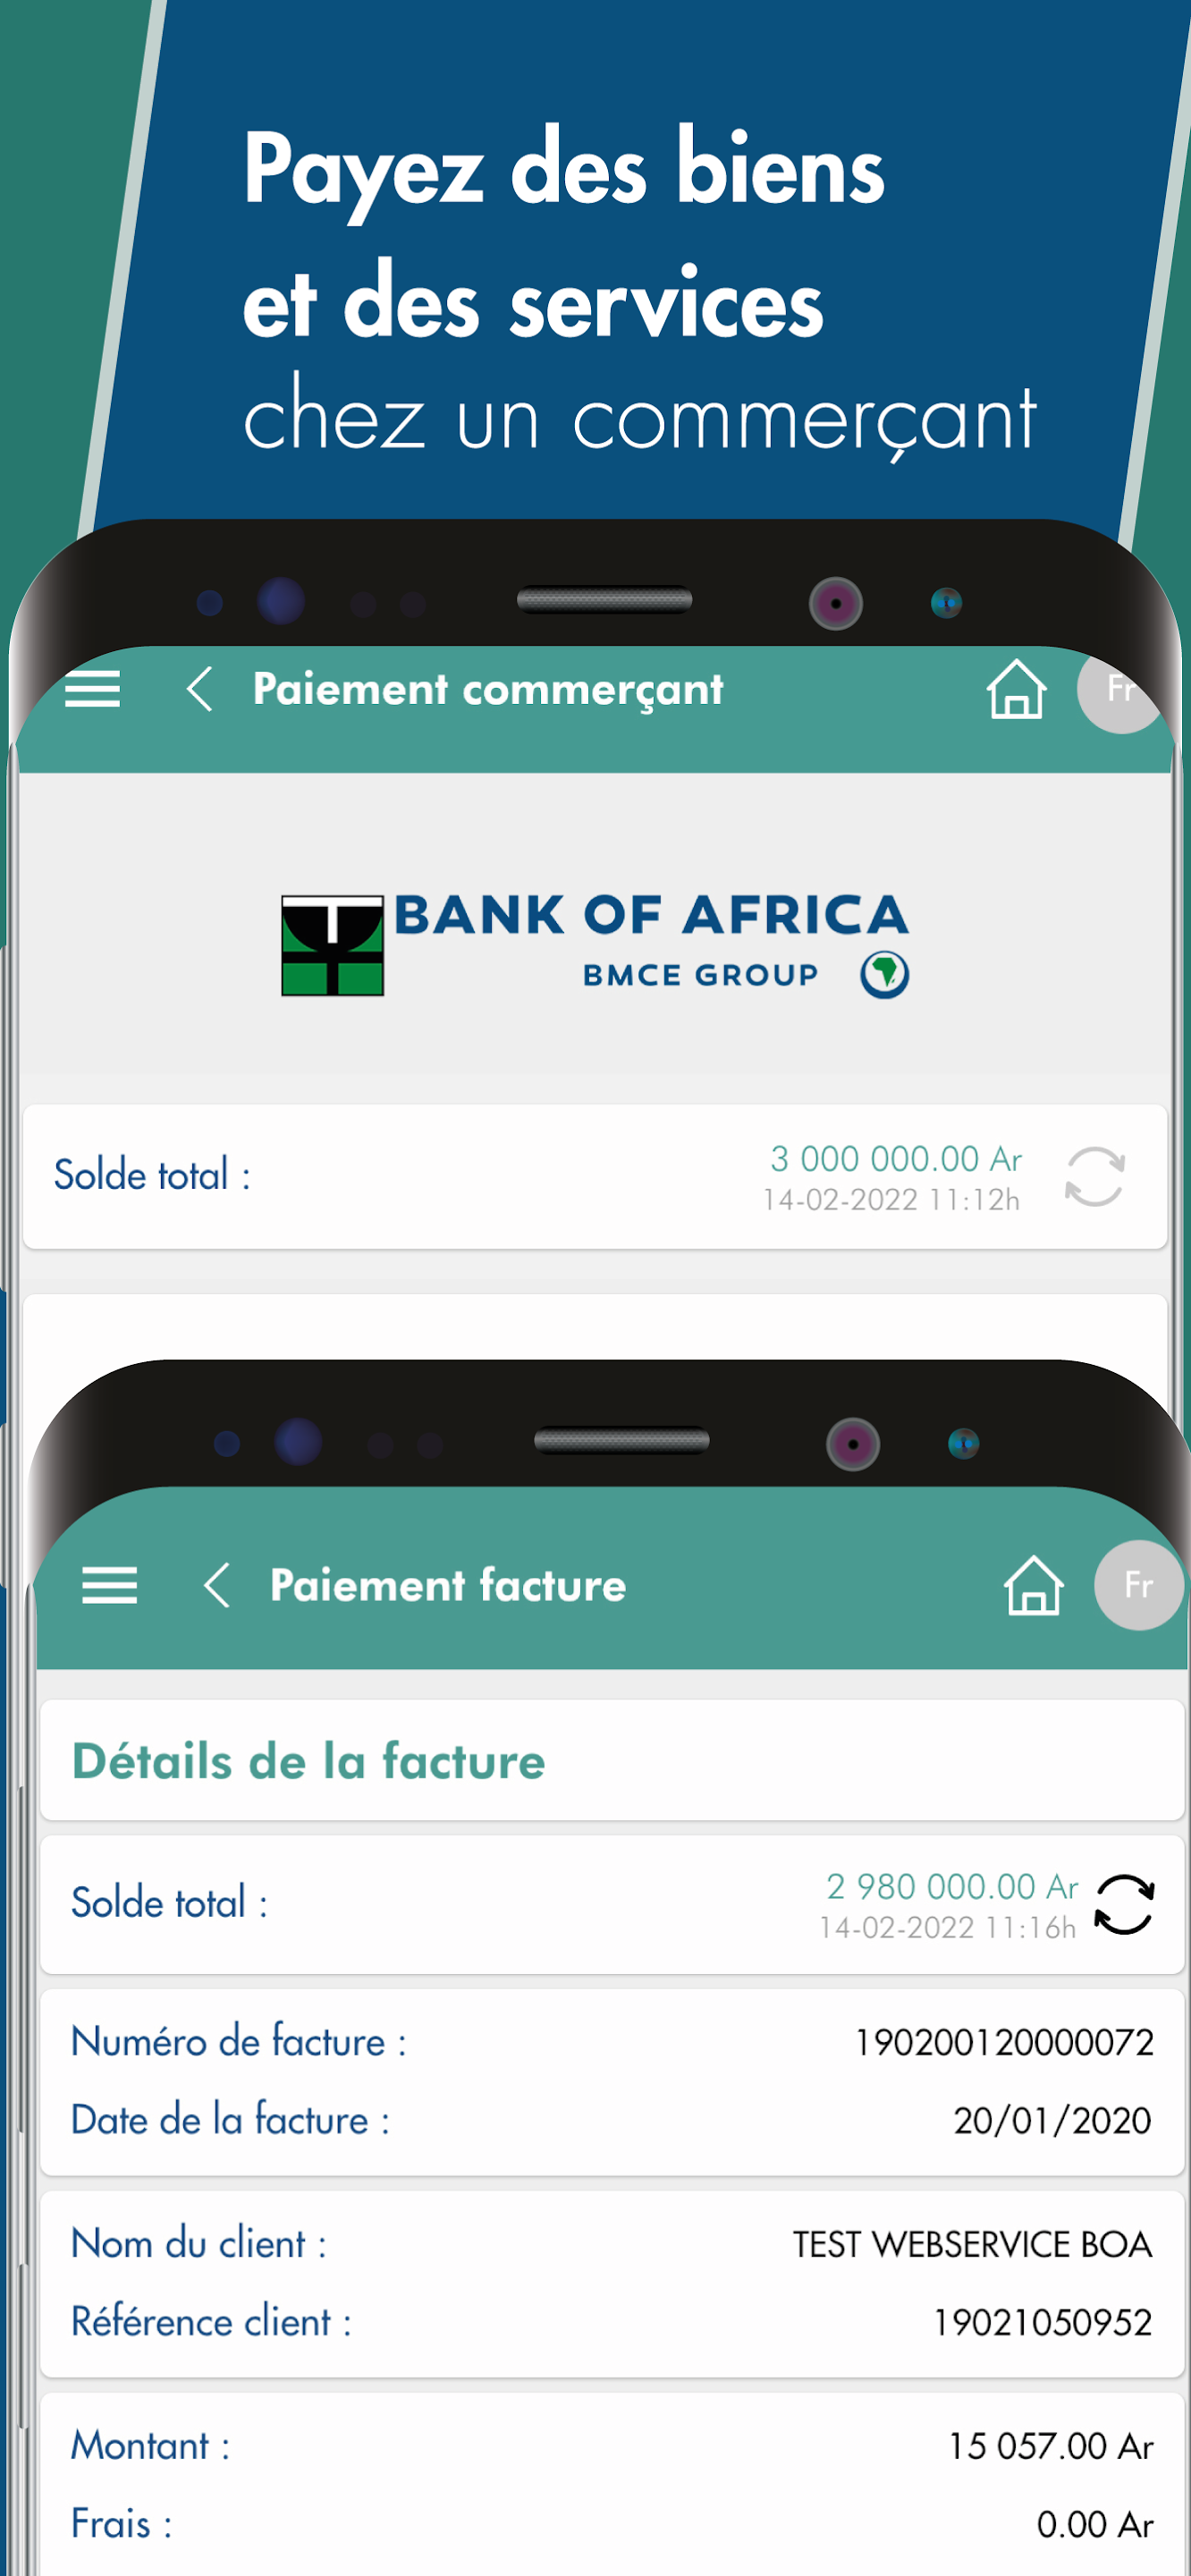 Payez des biens
et des services
chez un commerçant
Paiement commerçant
Fr
BANK OF AFRICA
BMCE GROUP
Solde total :
3 000 000.00 Ar
14-02-2022 11:12h
Paiement facture
Fr
Détails de la facture
Solde total :
2 980 000.00 Ar
14-02-2022 11:16h
Numéro de facture :
190200120000072
Date de la facture :
20/01/2020
Nom du client :
TEST WEBSERVICE BOA
Référence client :
19021050952
Montant :
15 057.00 Ar
Frais :
0.00 Ar